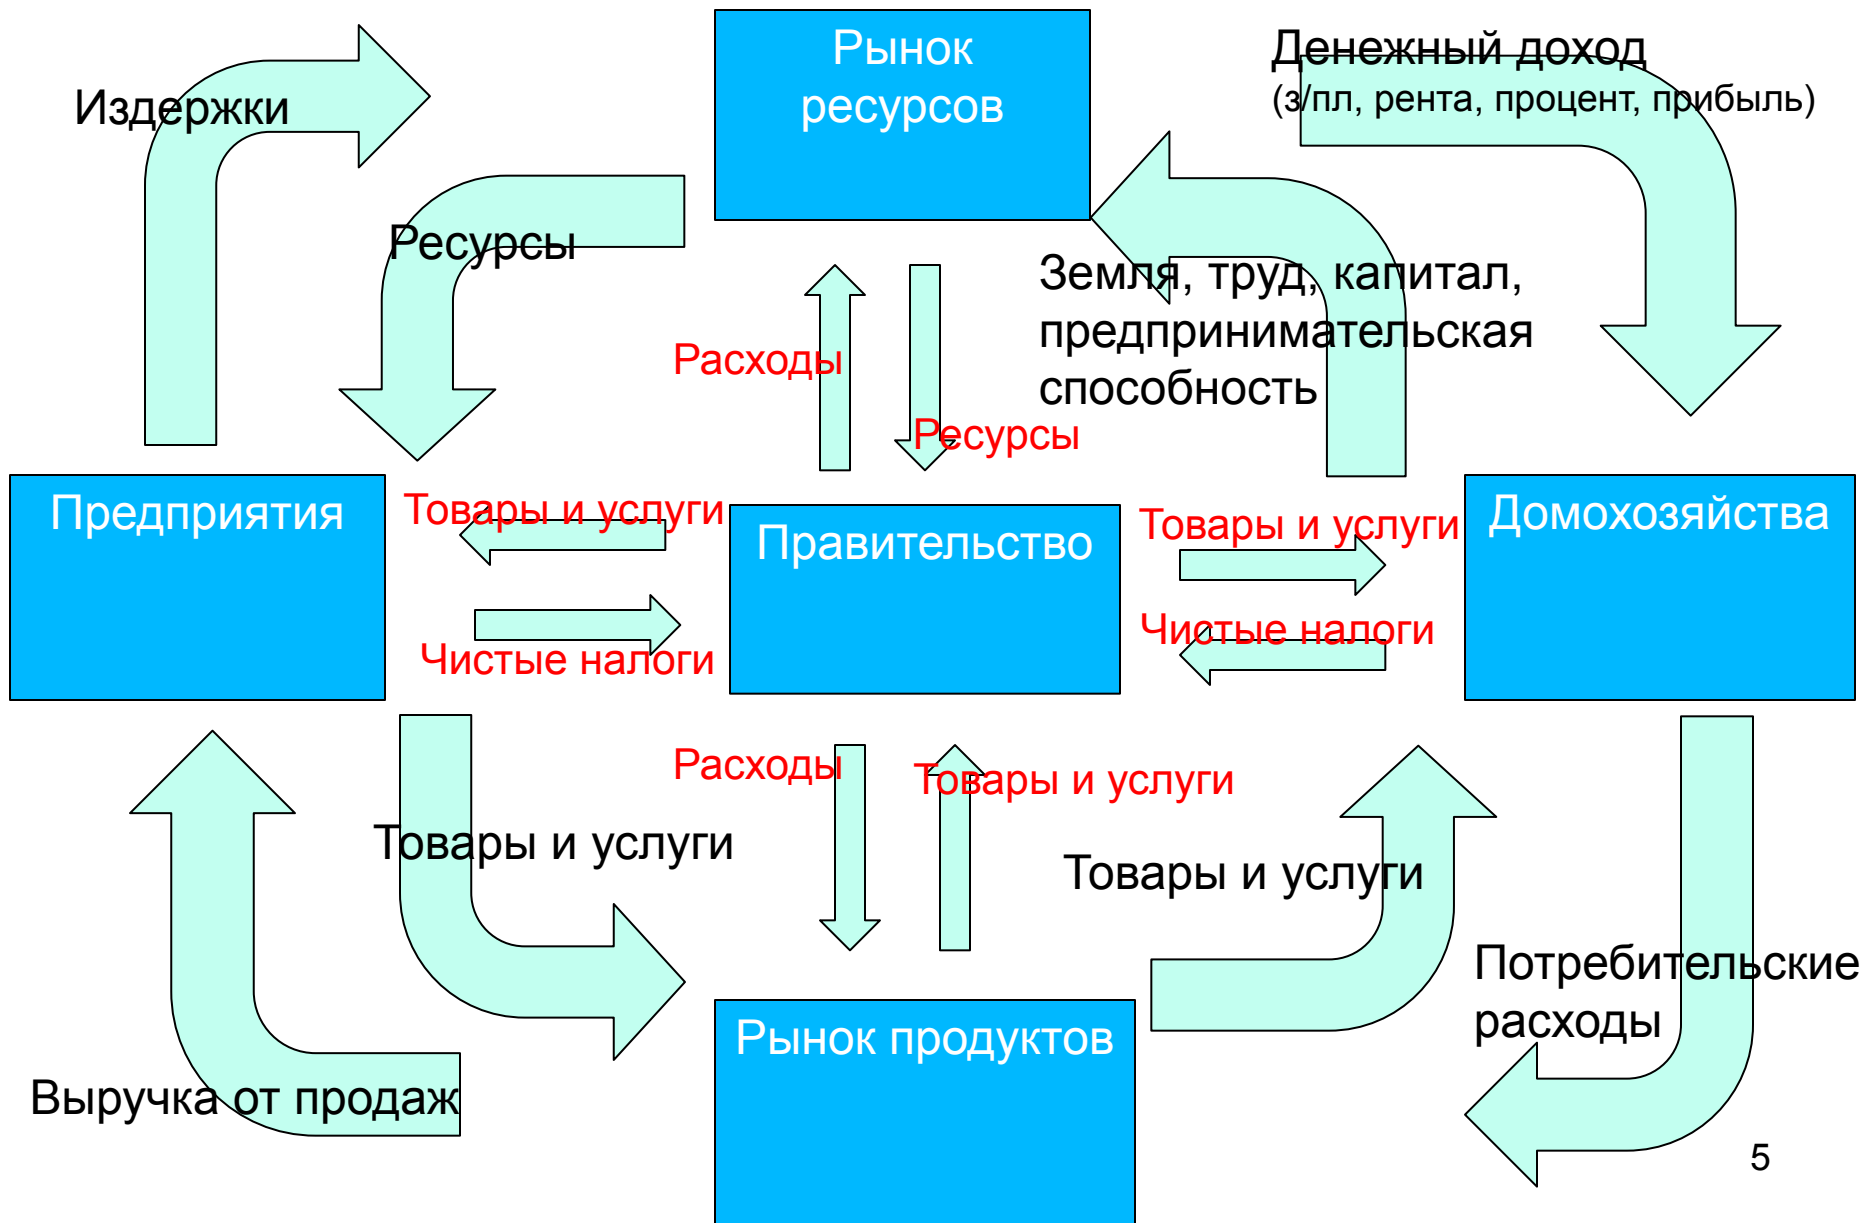 Рынок
ресурсов
Денежный доход
(з/пл, рента, процент, прибыль)
Издержки
Ресурсы
Земля, труд, капитал,
предпринимательская
способность
Расходы
Ресурсы
Предприятия
Товары и услуги
Правительство
Товары и услуги
Домохозяйства
Чистые налоги
Чистые налоги
Расходы
Товары и услуги
Товары и услуги
Товары и услуги
Потребительские
расходы
Рынок продуктов
Выручка от продаж
5